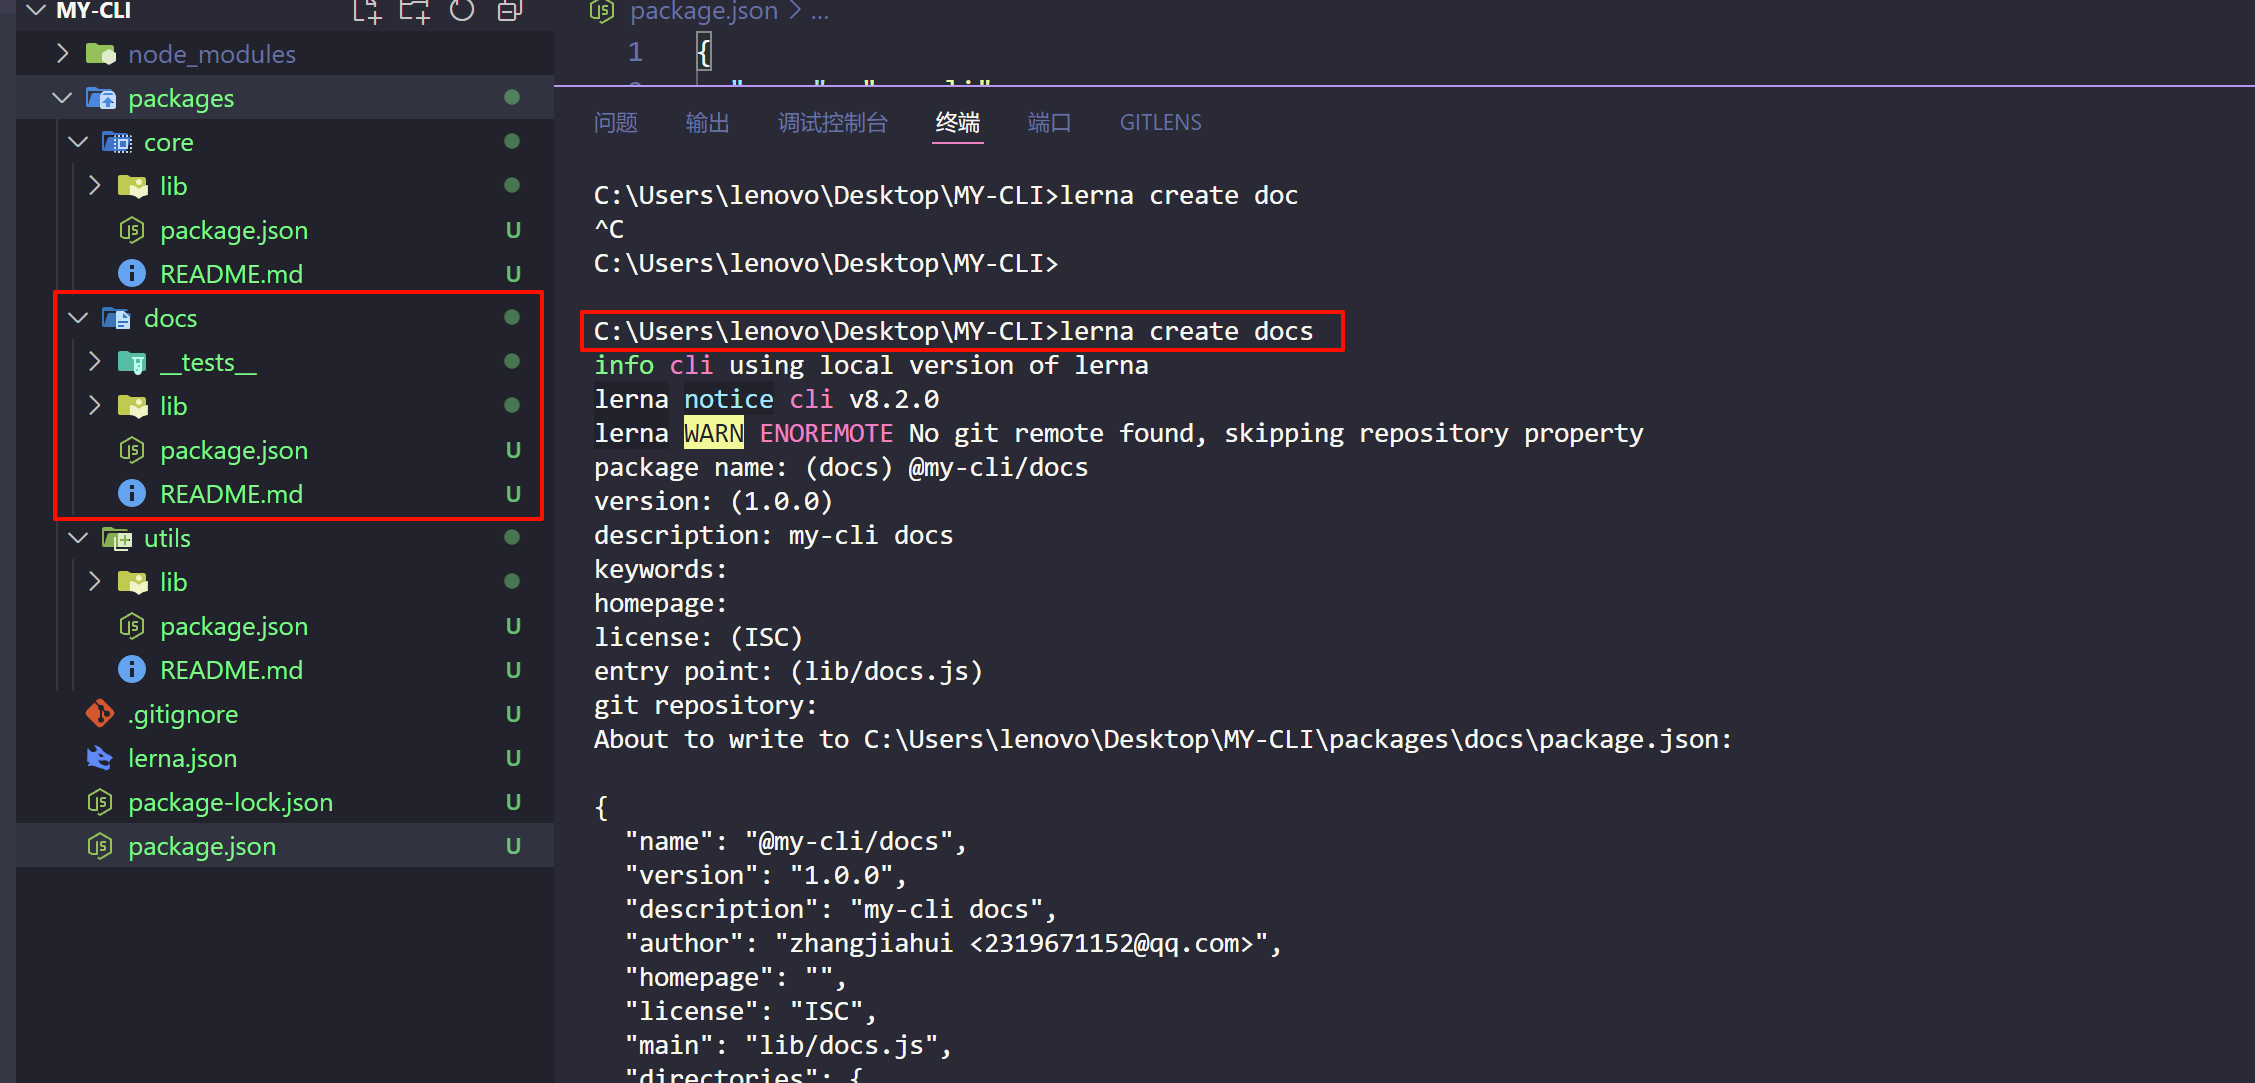 MY-CLI
node_modules
packages
core
lib
package.json U
README.md U
docs
__tests__
lib
package.json U
README.md U
utils
lib
package.json U
README.md U
.gitignore U
lerna.json U
package-lock.json U
package.json U
package.json > ...
1 {
问题 输出 调试控制台 终端 端口 GITLENS
C:\Users\lenovo\Desktop\MY-CLI>lerna create doc
^C
C:\Users\lenovo\Desktop\MY-CLI>
C:\Users\lenovo\Desktop\MY-CLI>lerna create docs
info cli using local version of lerna
lerna notice cli v8.2.0
lerna WARN ENOREMOTE No git remote found, skipping repository property
package name: (docs) @my-cli/docs
version: (1.0.0)
description: my-cli docs
keywords:
homepage:
license: (ISC)
entry point: (lib/docs.js)
git repository:
About to write to C:\Users\lenovo\Desktop\MY-CLI\packages\docs\package.json:
{
"name": "@my-cli/docs",
"version": "1.0.0",
"description": "my-cli docs",
"author": "zhangjiahui <2319671152@qq.com>",
"homepage": "",
"license": "ISC",
"main": "lib/docs.js",
"directories": {